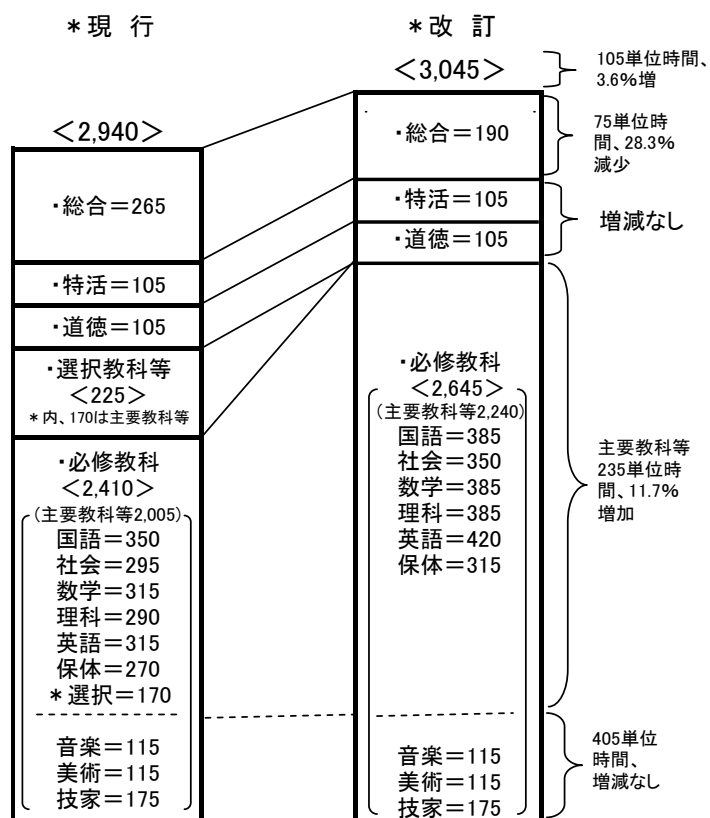 *現 行
<2,940>
・総合=265
・特活=105
・道徳=105
・選択教科等
<225>
*内、170は主要教科等
・必修教科
<2,410>
(主要教科等2,005)
国語=350
社会=295
数学=315
理科=290
英語=315
保体=270
*選択=170
音楽=115
美術=115
技家=175
*改 訂
<3,045>
・総合=190
・特活=105
・道徳=105
・必修教科
<2,645>
(主要教科等2,240)
国語=385
社会=350
数学=385
理科=385
英語=420
保体=315
音楽=115
美術=115
技家=175
105単位時間、
3.6%増
75単位時
間、28.3%
減少
増減なし
主要教科等
235単位時
間、11.7%
増加
405単位
時間、
増減なし